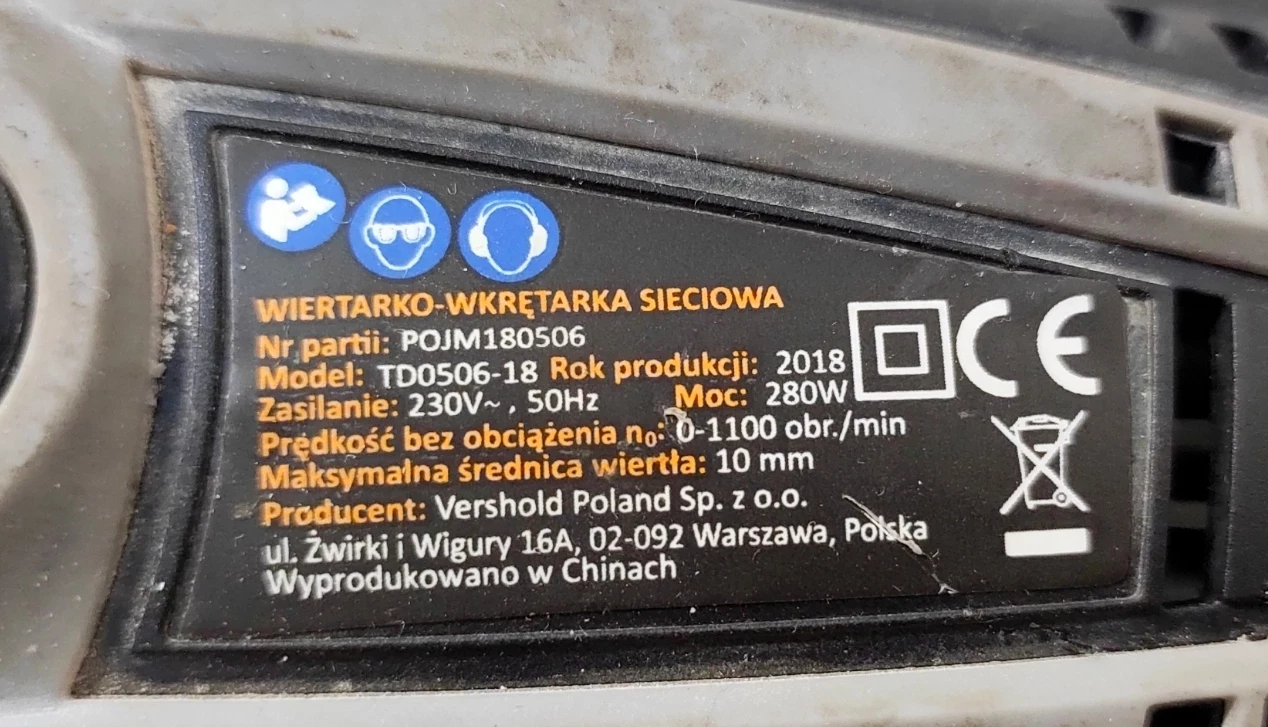 WIERTARKO-WKRĘTARKA SIECIOWA
Nr partii: POJM180506
Model: TD0506-18 Rok produkcji: 2018
Zasilanie: 230V~, 50Hz Moc: 280W
Prędkość bez obciążenia n₀: 0-1100 obr./min
Maksymalna średnica wiertła: 10 mm
Producent: Vershold Poland Sp. z o.o.
ul. Żwirki i Wigury 16A, 02-092 Warszawa, Polska
Wyprodukowano w Chinach
CE